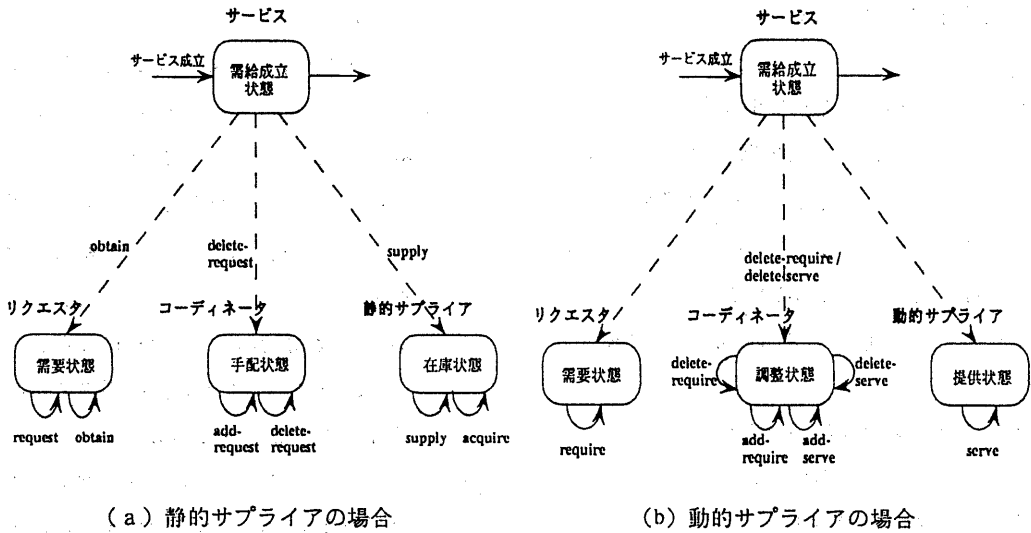 サービス
サービス成立
需給成立
状態
obtain
delete-
request
supply
リクエスタ
コーディネータ
静的サプライア
需要状態
手配状態
在庫状態
request
obtain
add-
request
delete-
request
supply
acquire
(a)静的サプライアの場合
サービス
サービス成立
需給成立
状態
delete-require /
delete-serve
リクエスタ
コーディネータ
動的サプライア
需要状態
delete-
require
調整状態
delete-
serve
提供状態
require
add-
require
add-
serve
serve
(b)動的サプライアの場合